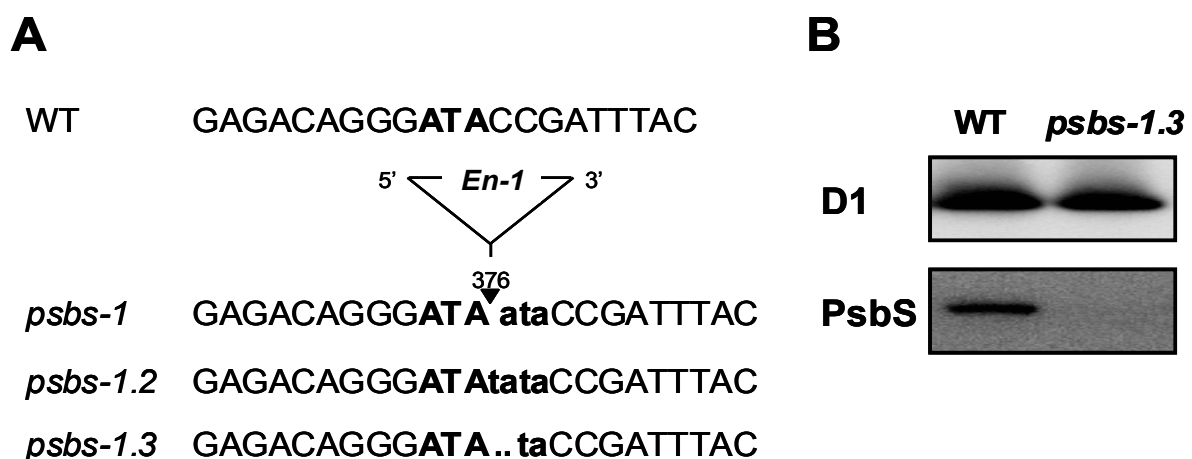 A
B
WT GAGACAGGGATACCGATTTAC
5’ En-1 3’
376
psbs-1 GAGACAGGGATA ataCCGATTTAC
psbs-1.2 GAGACAGGGATAtataCCGATTTAC
psbs-1.3 GAGACAGGGATA.. taCCGATTTAC
WT psbs-1.3
D1
PsbS